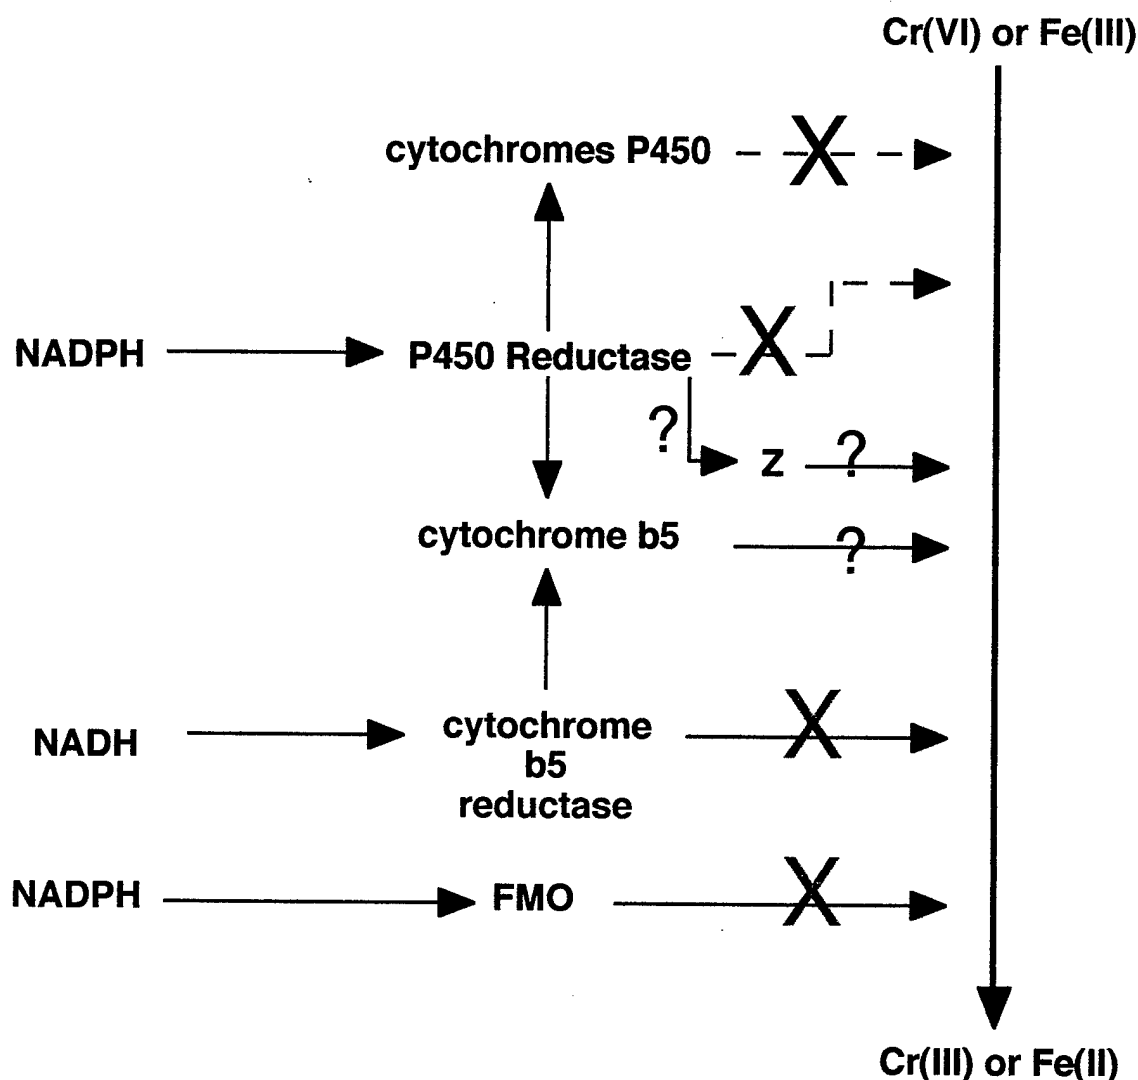 Cr(VI) or Fe(III)
cytochromes P450
X
NADPH
P450 Reductase
X
?
z
?
cytochrome b5
?
NADH
cytochrome
b5
reductase
X
NADPH
FMO
X
Cr(III) or Fe(II)